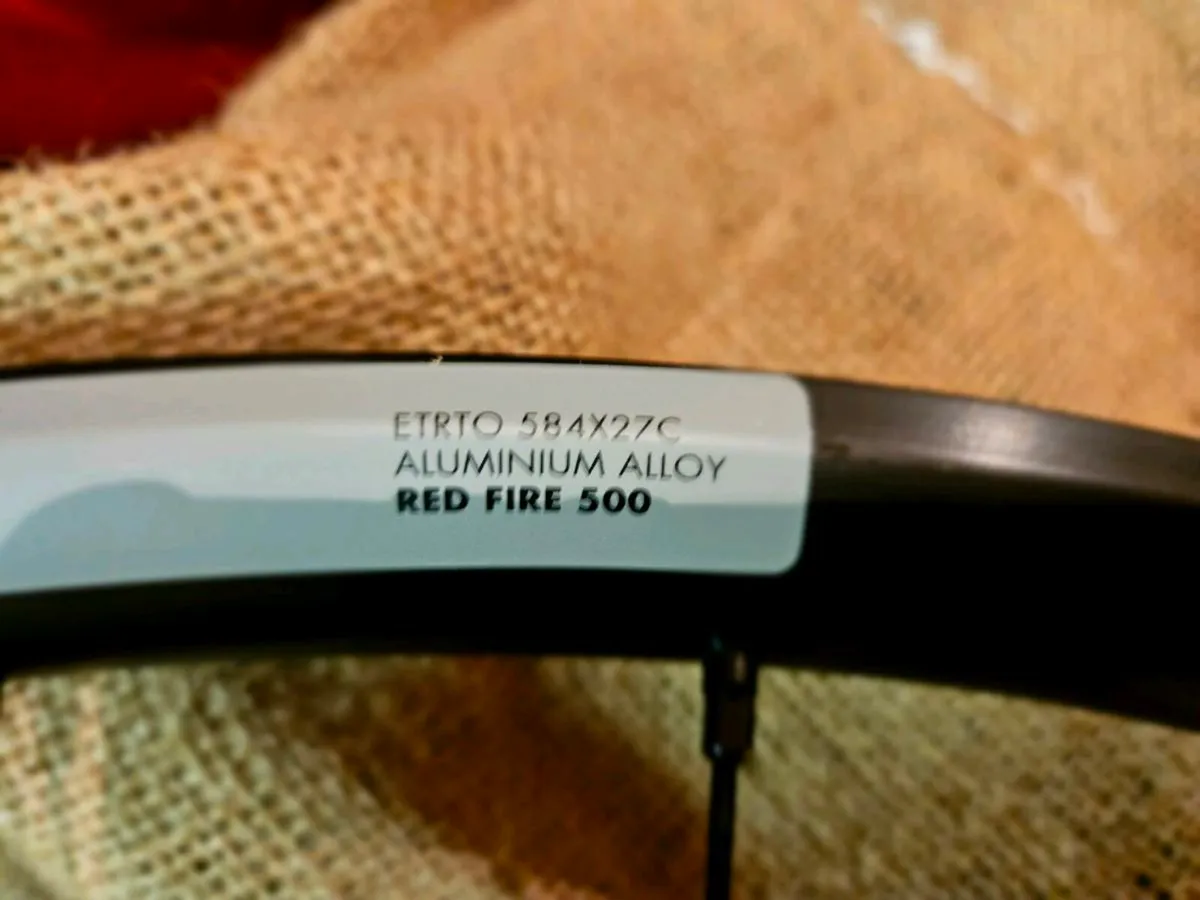 ETRTO 584X27C
ALUMINIUM ALLOY
RED FIRE 500